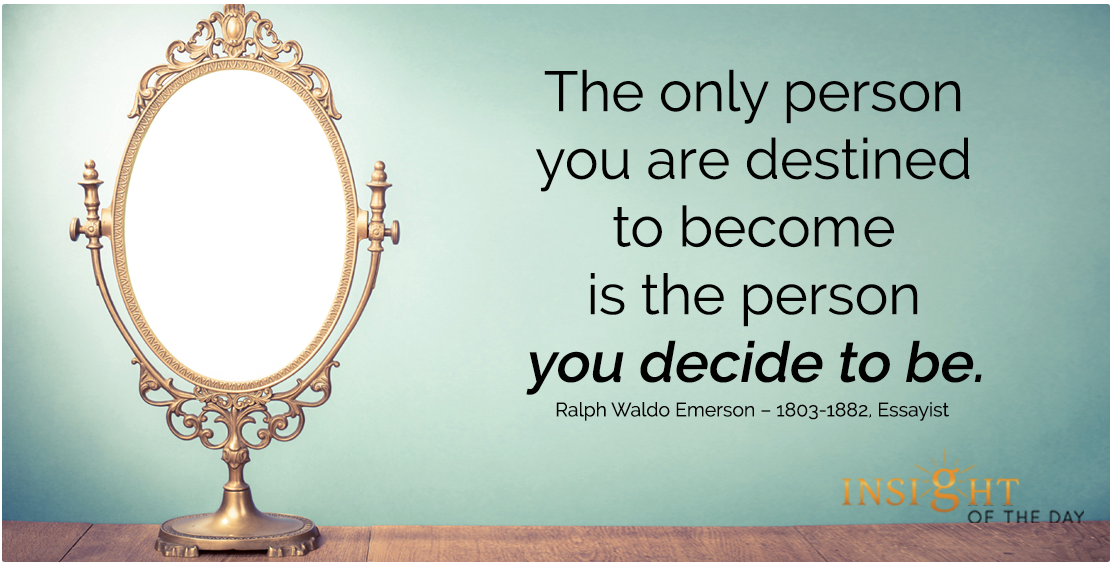 The only person
you are destined
to become
is the person
you decide to be.
Ralph Waldo Emerson – 1803-1882, Essayist
INSIGHT
OF THE DAY